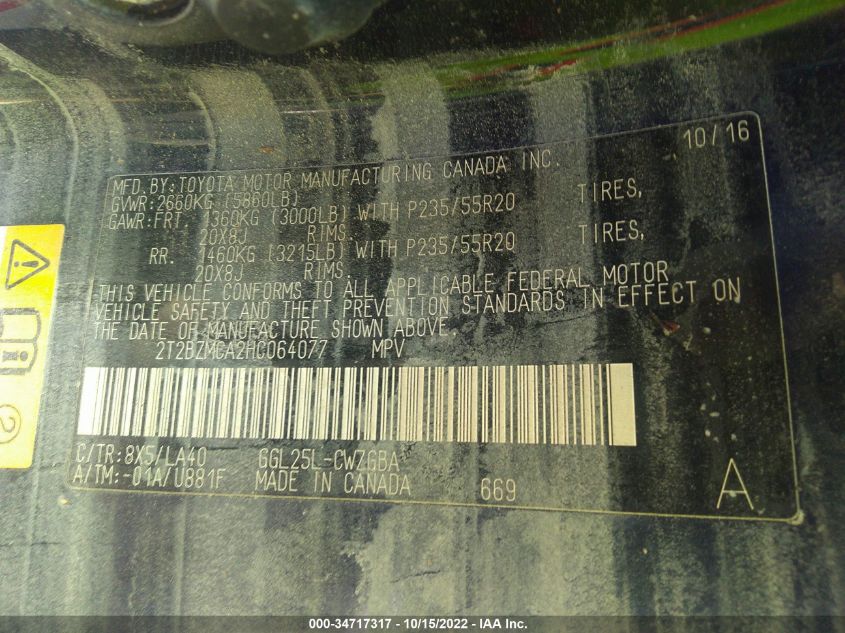 10/16
MFD.BY:TOYOTA MOTOR MANUFACTURING CANADA INC.
GVWR:2660KG (5860LB)
GAWR:FRT. 1360KG (3000LB) WITH P235/55R20 TIRES,
20X8J RIMS.
RR. 1460KG (3215LB) WITH P235/55R20 TIRES,
20X8J RIMS.
THIS VEHICLE CONFORMS TO ALL APPLICABLE FEDERAL MOTOR
VEHICLE SAFETY AND THEFT PREVENTION STANDARDS IN EFFECT ON
THE DATE OF MANUFACTURE SHOWN ABOVE.
2T2BZMCA2HC064077 MPV
C/TR:8X5/LA40 GGL25L-CWZGBA
A/TM:-01A/U881F MADE IN CANADA 669 A
2
000-34717317 - 10/15/2022 - IAA Inc.